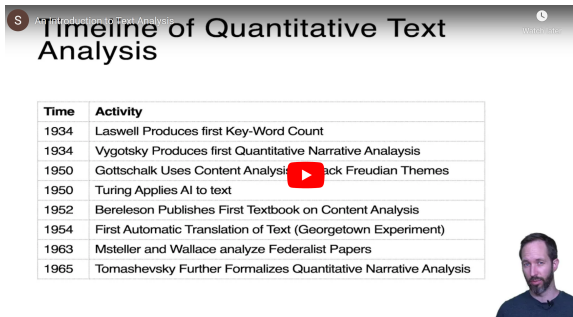 S
An Introduction to Text Analysis
Timeline of Quantitative Text
Analysis
Time Activity
1934 Laswell Produces first Key-Word Count
1934 Vygotsky Produces first Quantitative Narrative Analaysis
1950 Gottschalk Uses Content Analysis ack Freudian Themes
1950 Turing Applies AI to text
1952 Bereleson Publishes First Textbook on Content Analysis
1954 First Automatic Translation of Text (Georgetown Experiment)
1963 Msteller and Wallace analyze Federalist Papers
1965 Tomashevsky Further Formalizes Quantitative Narrative Analysis